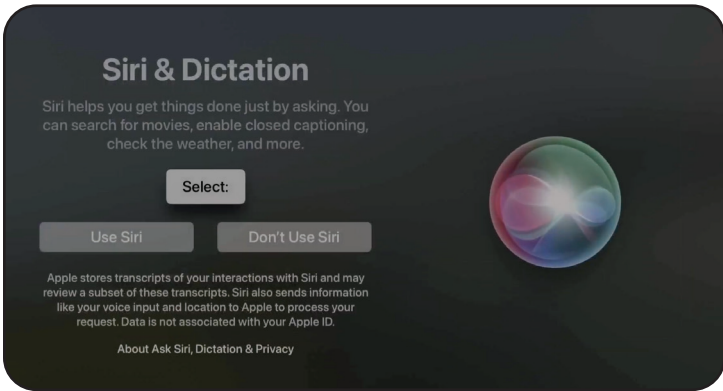 Siri & Dictation
Siri helps you get things done just by asking. You
can search for movies, enable closed captioning,
check the weather, and more.
Select:
Use Siri
Don't Use Siri
Apple stores transcripts of your interactions with Siri and may
review a subset of these transcripts. Siri also sends information
like your voice input and location to Apple to process your
request. Data is not associated with your Apple ID.
About Ask Siri, Dictation & Privacy